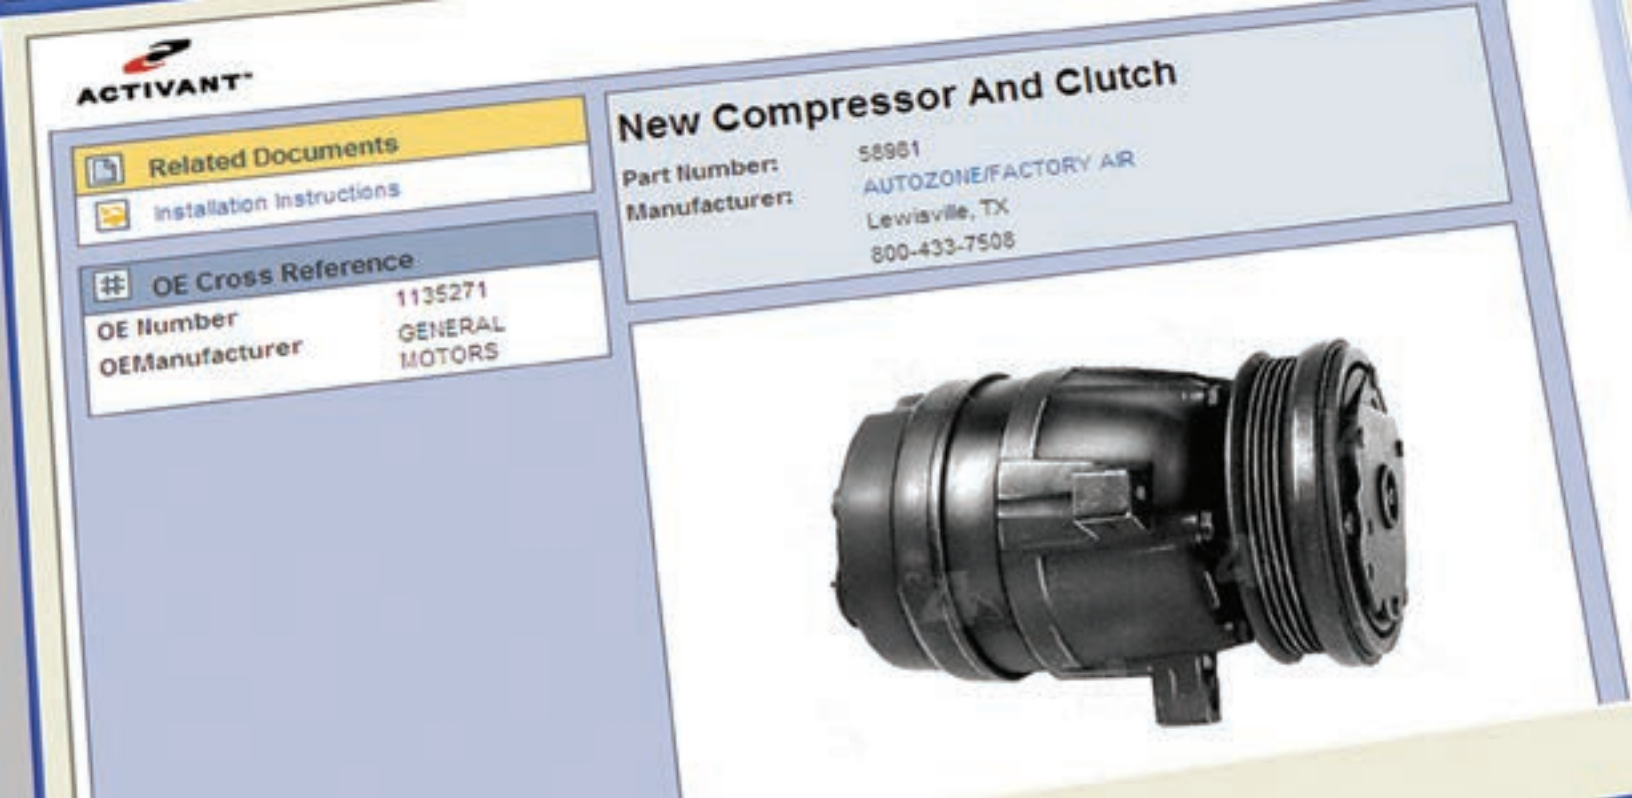 ACTIVANT
Related Documents
Installation Instructions
OE Cross Reference
OE Number 1135271
OEManufacturer GENERAL
MOTORS
New Compressor And Clutch
Part Number: 58981
Manufacturer: AUTOZONE/FACTORY AIR
Lewisville, TX
800-433-7508